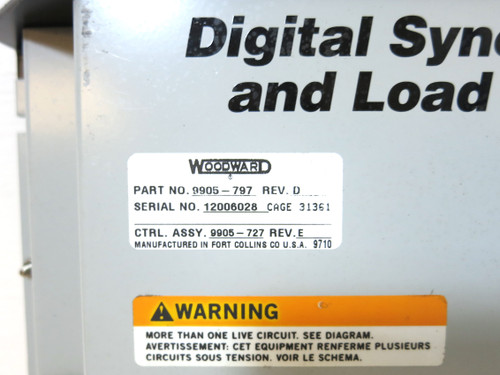 Digital Syn
and Load
WOODWARD
PART NO. 9905-797 REV. D
SERIAL NO. 12006028 CAGE 31361
CTRL. ASSY. 9905-727 REV. E
MANUFACTURED IN FORT COLLINS CO U.S.A. 9710
WARNING
MORE THAN ONE LIVE CIRCUIT. SEE DIAGRAM.
AVERTISSEMENT: CET EQUIPMENT RENFERME PLUSIEURS
CIRCUITS SOUS TENSION. VOIR LE SCHEMA.